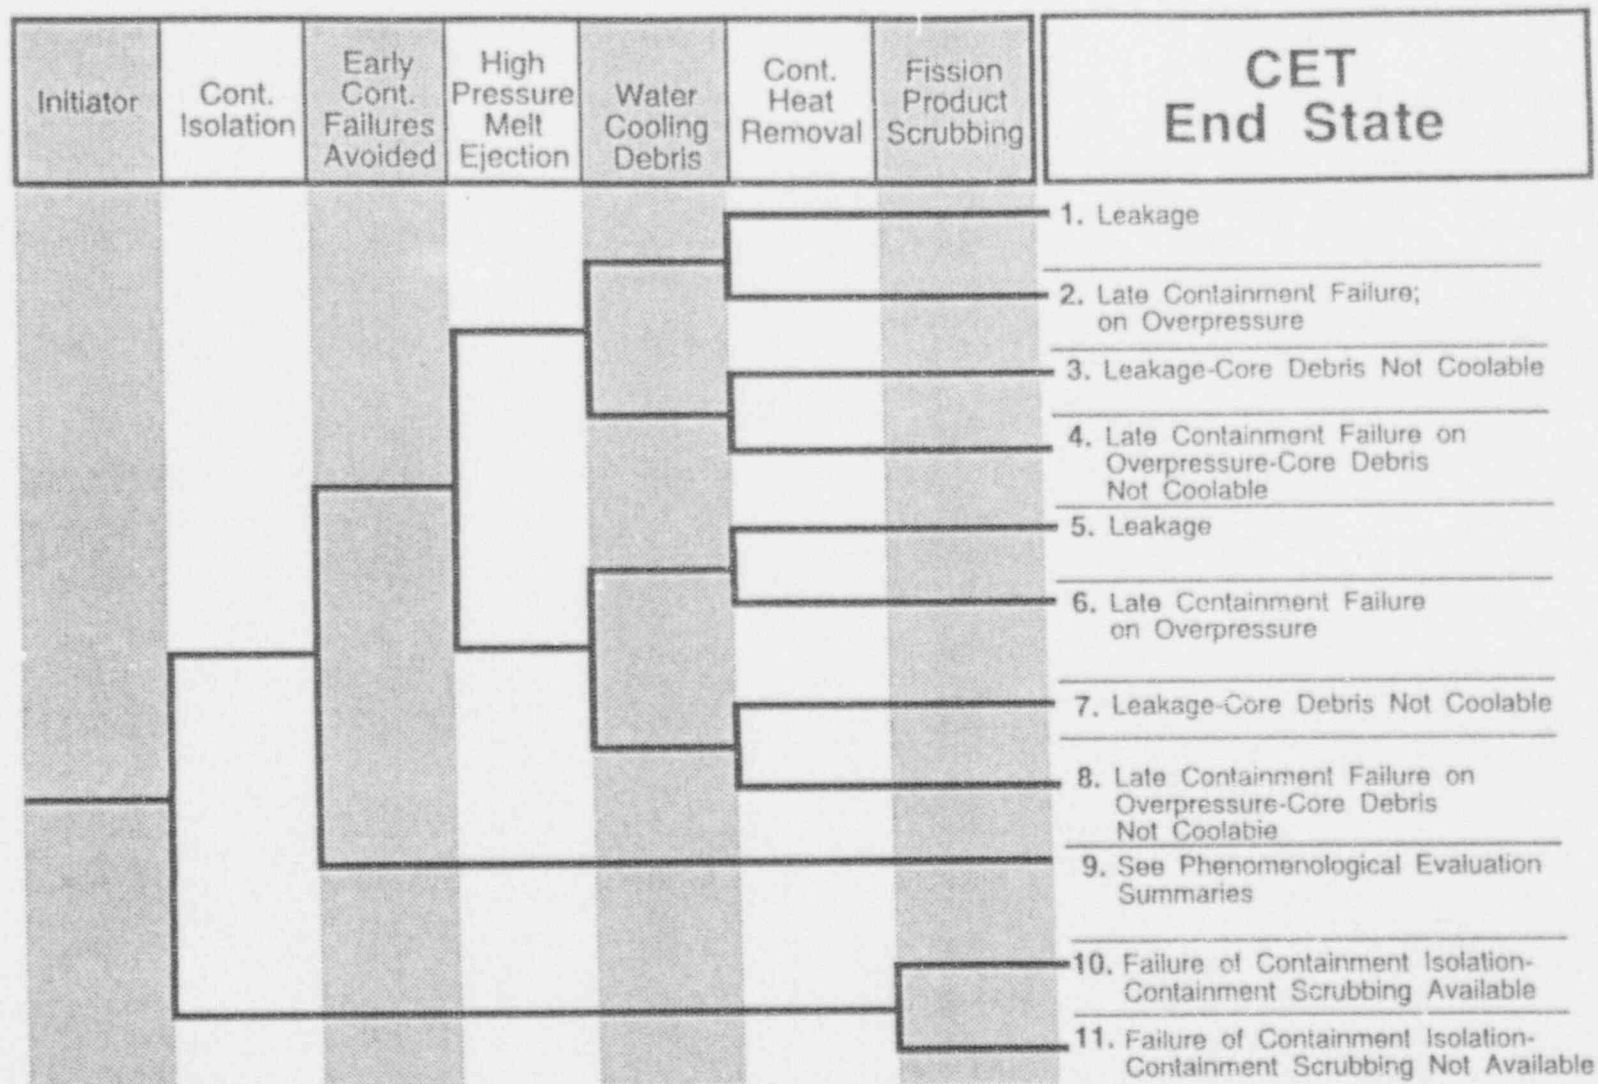 Initiator
Cont.
Isolation
Early
Cont.
Failures
Avoided
High
Pressure
Melt
Ejection
Water
Cooling
Debris
Cont.
Heat
Removal
Fission
Product
Scrubbing
CET
End State
1. Leakage
2. Late Containment Failure;
on Overpressure
3. Leakage-Core Debris Not Coolable
4. Late Containment Failure on
Overpressure-Core Debris
Not Coolable
5. Leakage
6. Late Containment Failure
on Overpressure
7. Leakage-Core Debris Not Coolable
8. Late Containment Failure on
Overpressure-Core Debris
Not Coolable
9. See Phenomenological Evaluation
Summaries
10. Failure of Containment Isolation-
Containment Scrubbing Available
11. Failure of Containment Isolation-
Containment Scrubbing Not Available